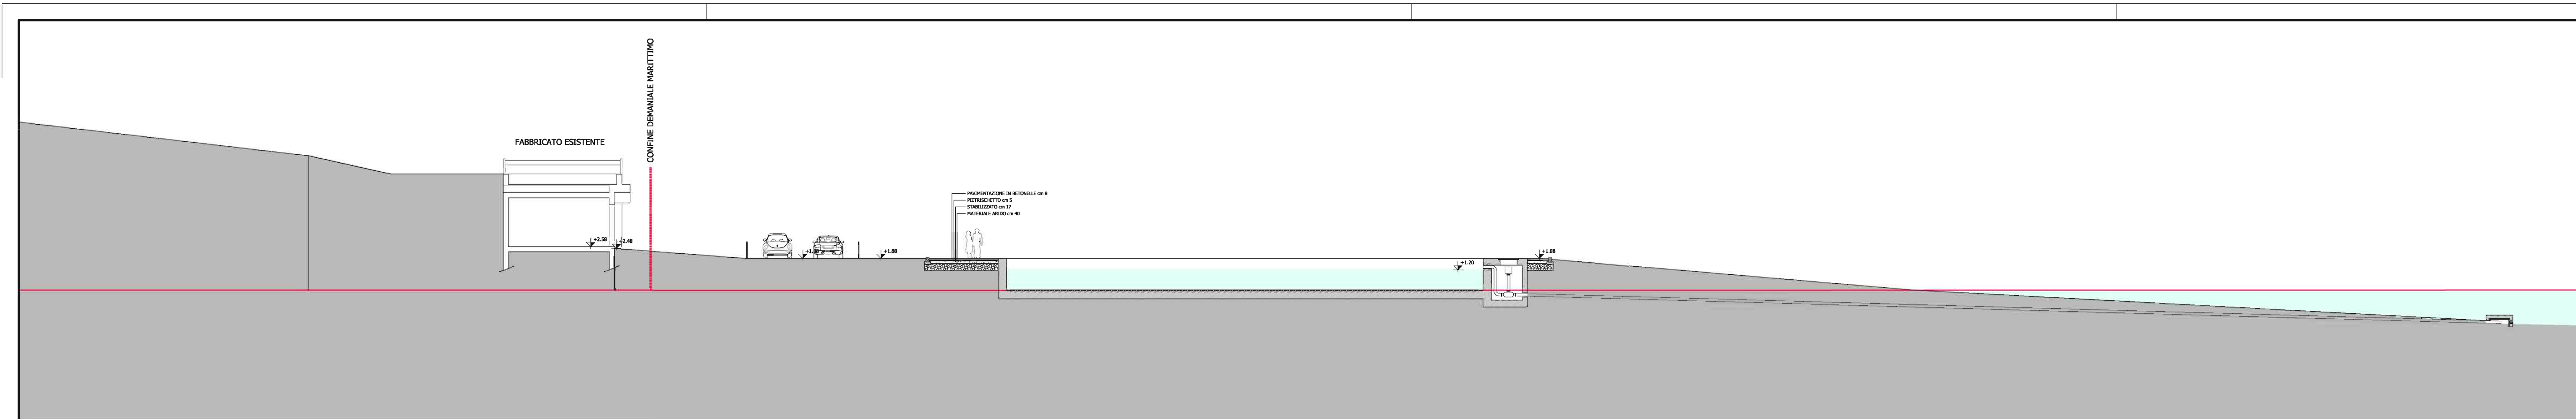 CONFINE DEMANIALE MARITTIMO
FABBRICATO ESISTENTE
PAVIMENTAZIONE IN BETONELLE cm 8
PIETRISCHETTO cm 5
STABILIZZATO cm 17
MATERIALE ARIDO cm 40
+2.58
+2.48
+1.88
+1.20
+1.88